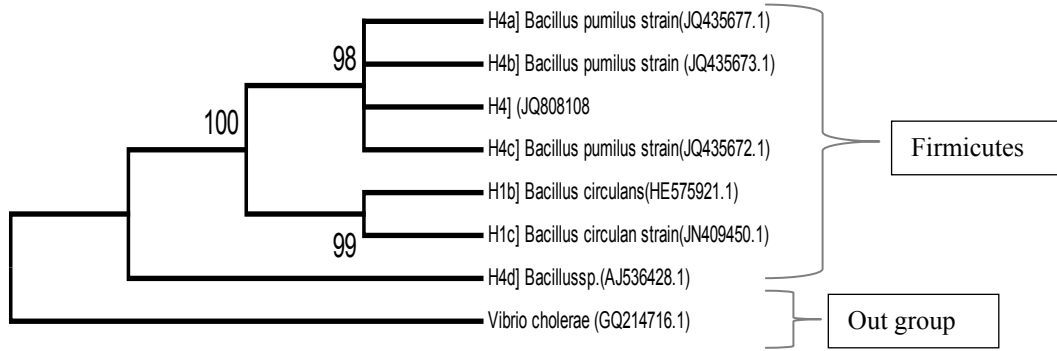 H4a] Bacillus pumilus strain(JQ435677.1)
98
H4b] Bacillus pumilus strain (JQ435673.1)
H4] (JQ808108
100
H4c] Bacillus pumilus strain(JQ435672.1)
Firmicutes
H1b] Bacillus circulans(HE575921.1)
H1c] Bacillus circulan strain(JN409450.1)
99
H4d] Bacillussp.(AJ536428.1)
Vibrio cholerae (GQ214716.1)
Out group